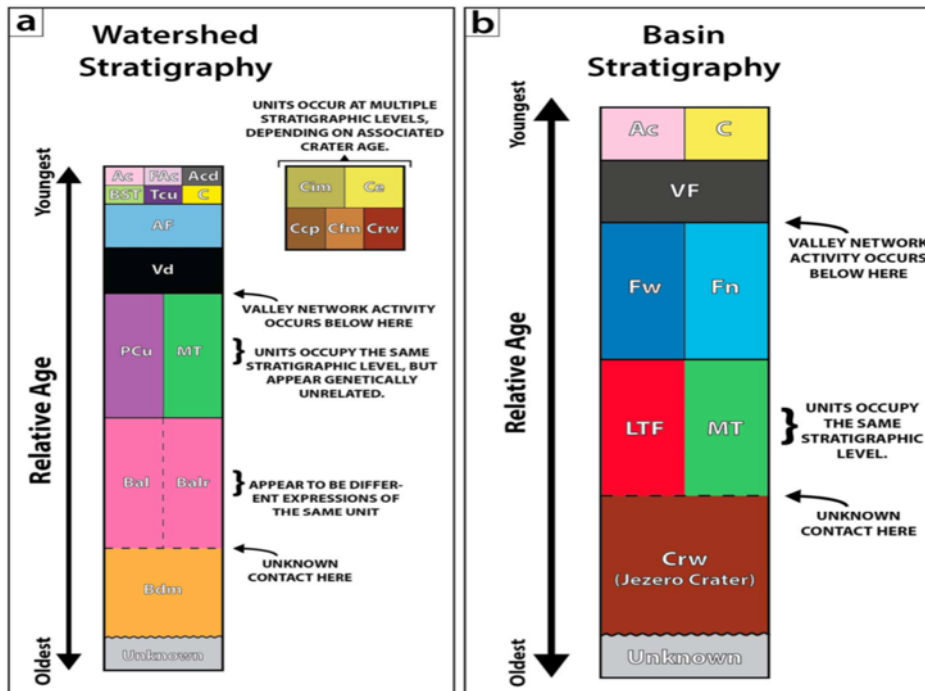 a
Watershed
Stratigraphy
UNITS OCCUR AT MULTIPLE
STRATIGRAPHIC LEVELS,
DEPENDING ON ASSOCIATED
CRATER AGE.
Cim Ce
Ccp Cfm Crw
Youngest
Relative Age
Oldest
Ac FAc Acd
BST Tcu C
AF
Vd
VALLEY NETWORK ACTIVITY
OCCURS BELOW HERE
PCu MT
UNITS OCCUPY THE SAME
STRATIGRAPHIC LEVEL, BUT
APPEAR GENETICALLY
UNRELATED.
Bal Balr
APPEAR TO BE DIFFER-
ENT EXPRESSIONS OF
THE SAME UNIT
UNKNOWN
CONTACT HERE
Bdm
Unknown
b
Basin
Stratigraphy
Youngest
Relative Age
Oldest
Ac C
VF
VALLEY NETWORK
ACTIVITY OCCURS
BELOW HERE
Fw Fn
LTF MT
UNITS OCCUPY
THE SAME
STRATIGRAPHIC
LEVEL.
UNKNOWN
CONTACT HERE
Crw
(Jezero Crater)
Unknown